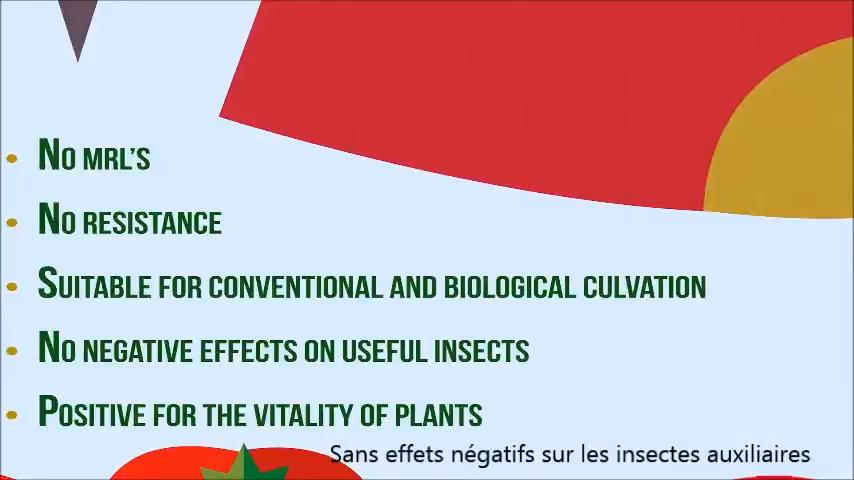 • No MRL's
• No resistance
• Suitable for conventional and biological culvation
• No negative effects on useful insects
• Positive for the vitality of plants
Sans effets négatifs sur les insectes auxiliaires